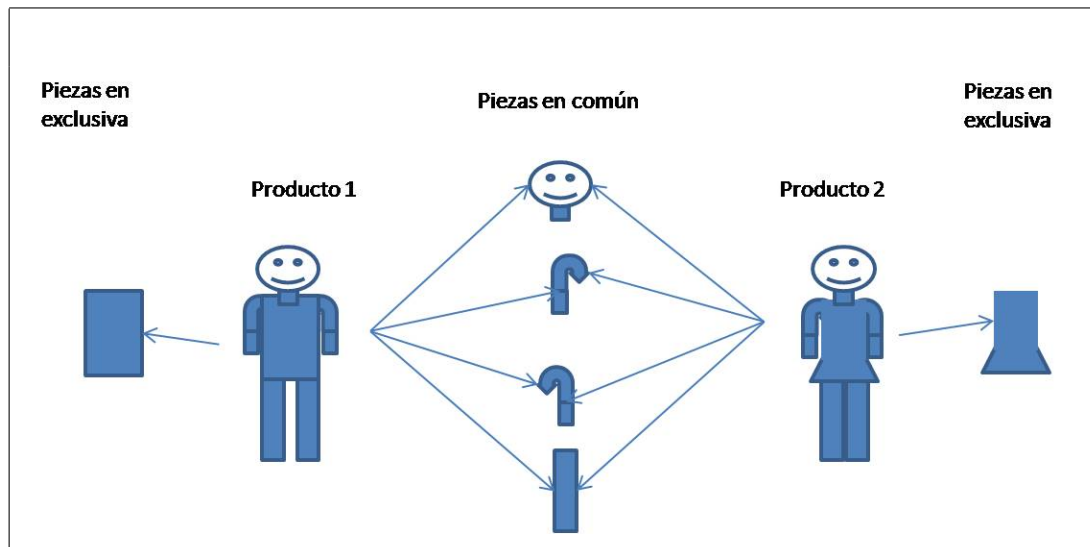 Piezas en
exclusiva
Piezas en común
Piezas en
exclusiva
Producto 1
Producto 2